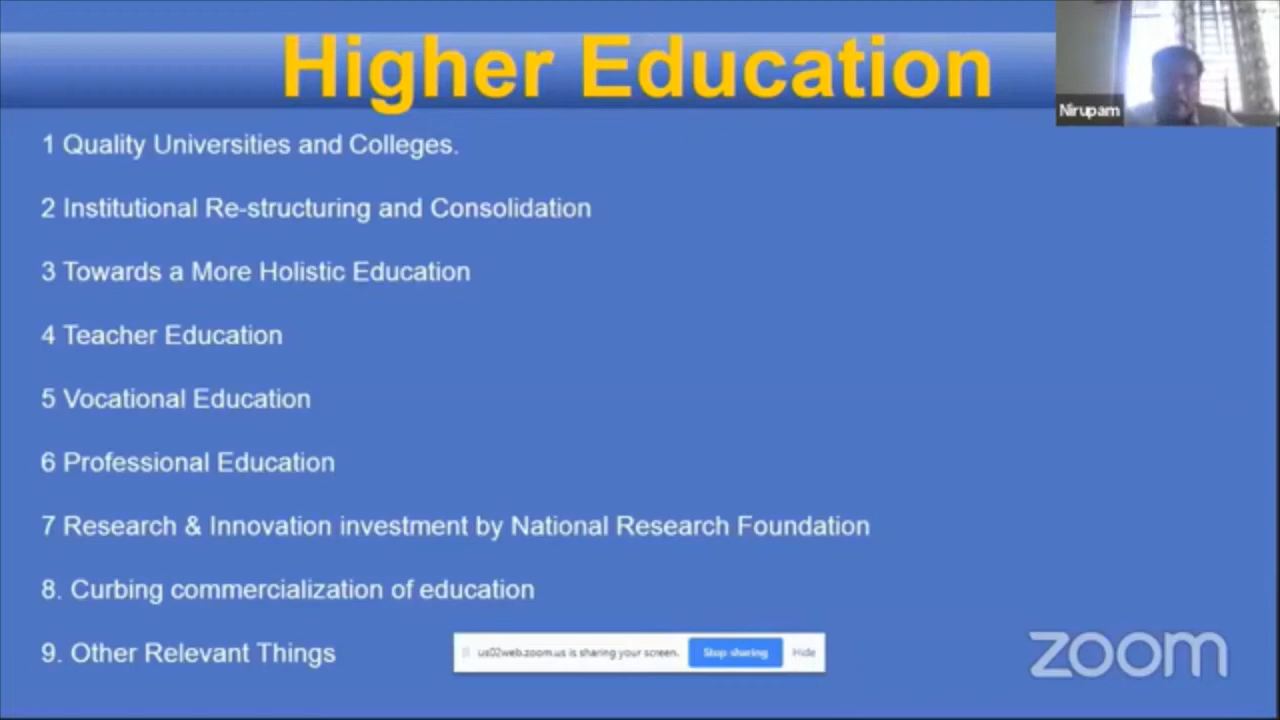 Higher Education
Nirupam
1 Quality Universities and Colleges.
2 Institutional Re-structuring and Consolidation
3 Towards a More Holistic Education
4 Teacher Education
5 Vocational Education
6 Professional Education
7 Research & Innovation investment by National Research Foundation
8. Curbing commercialization of education
9. Other Relevant Things
us02web.zoom.us is sharing your screen. Stop sharing Hide
zoom